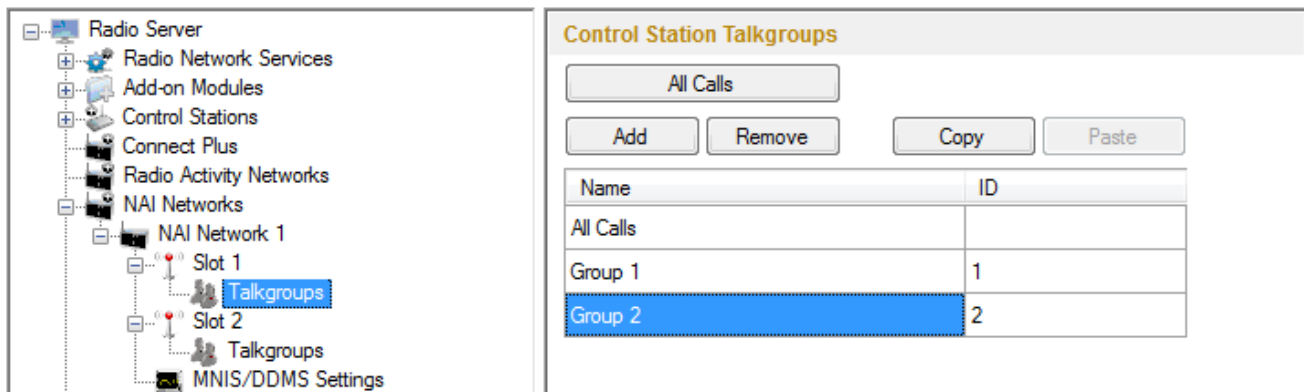 Radio Server
Radio Network Services
Add-on Modules
Control Stations
Connect Plus
Radio Activity Networks
NAI Networks
NAI Network 1
Slot 1
Talkgroups
Slot 2
Talkgroups
MNIS/DDMS Settings
Control Station Talkgroups
All Calls
Add Remove Copy Paste
Name ID
All Calls
Group 1 1
Group 2 2